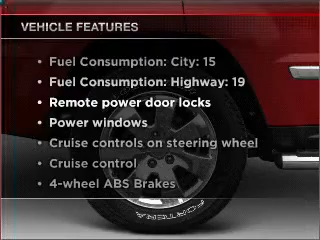 VEHICLE FEATURES
• Fuel Consumption: City: 15
• Fuel Consumption: Highway: 19
• Remote power door locks
• Power windows
• Cruise controls on steering wheel
• Cruise control
• 4-wheel ABS Brakes
FORTERA